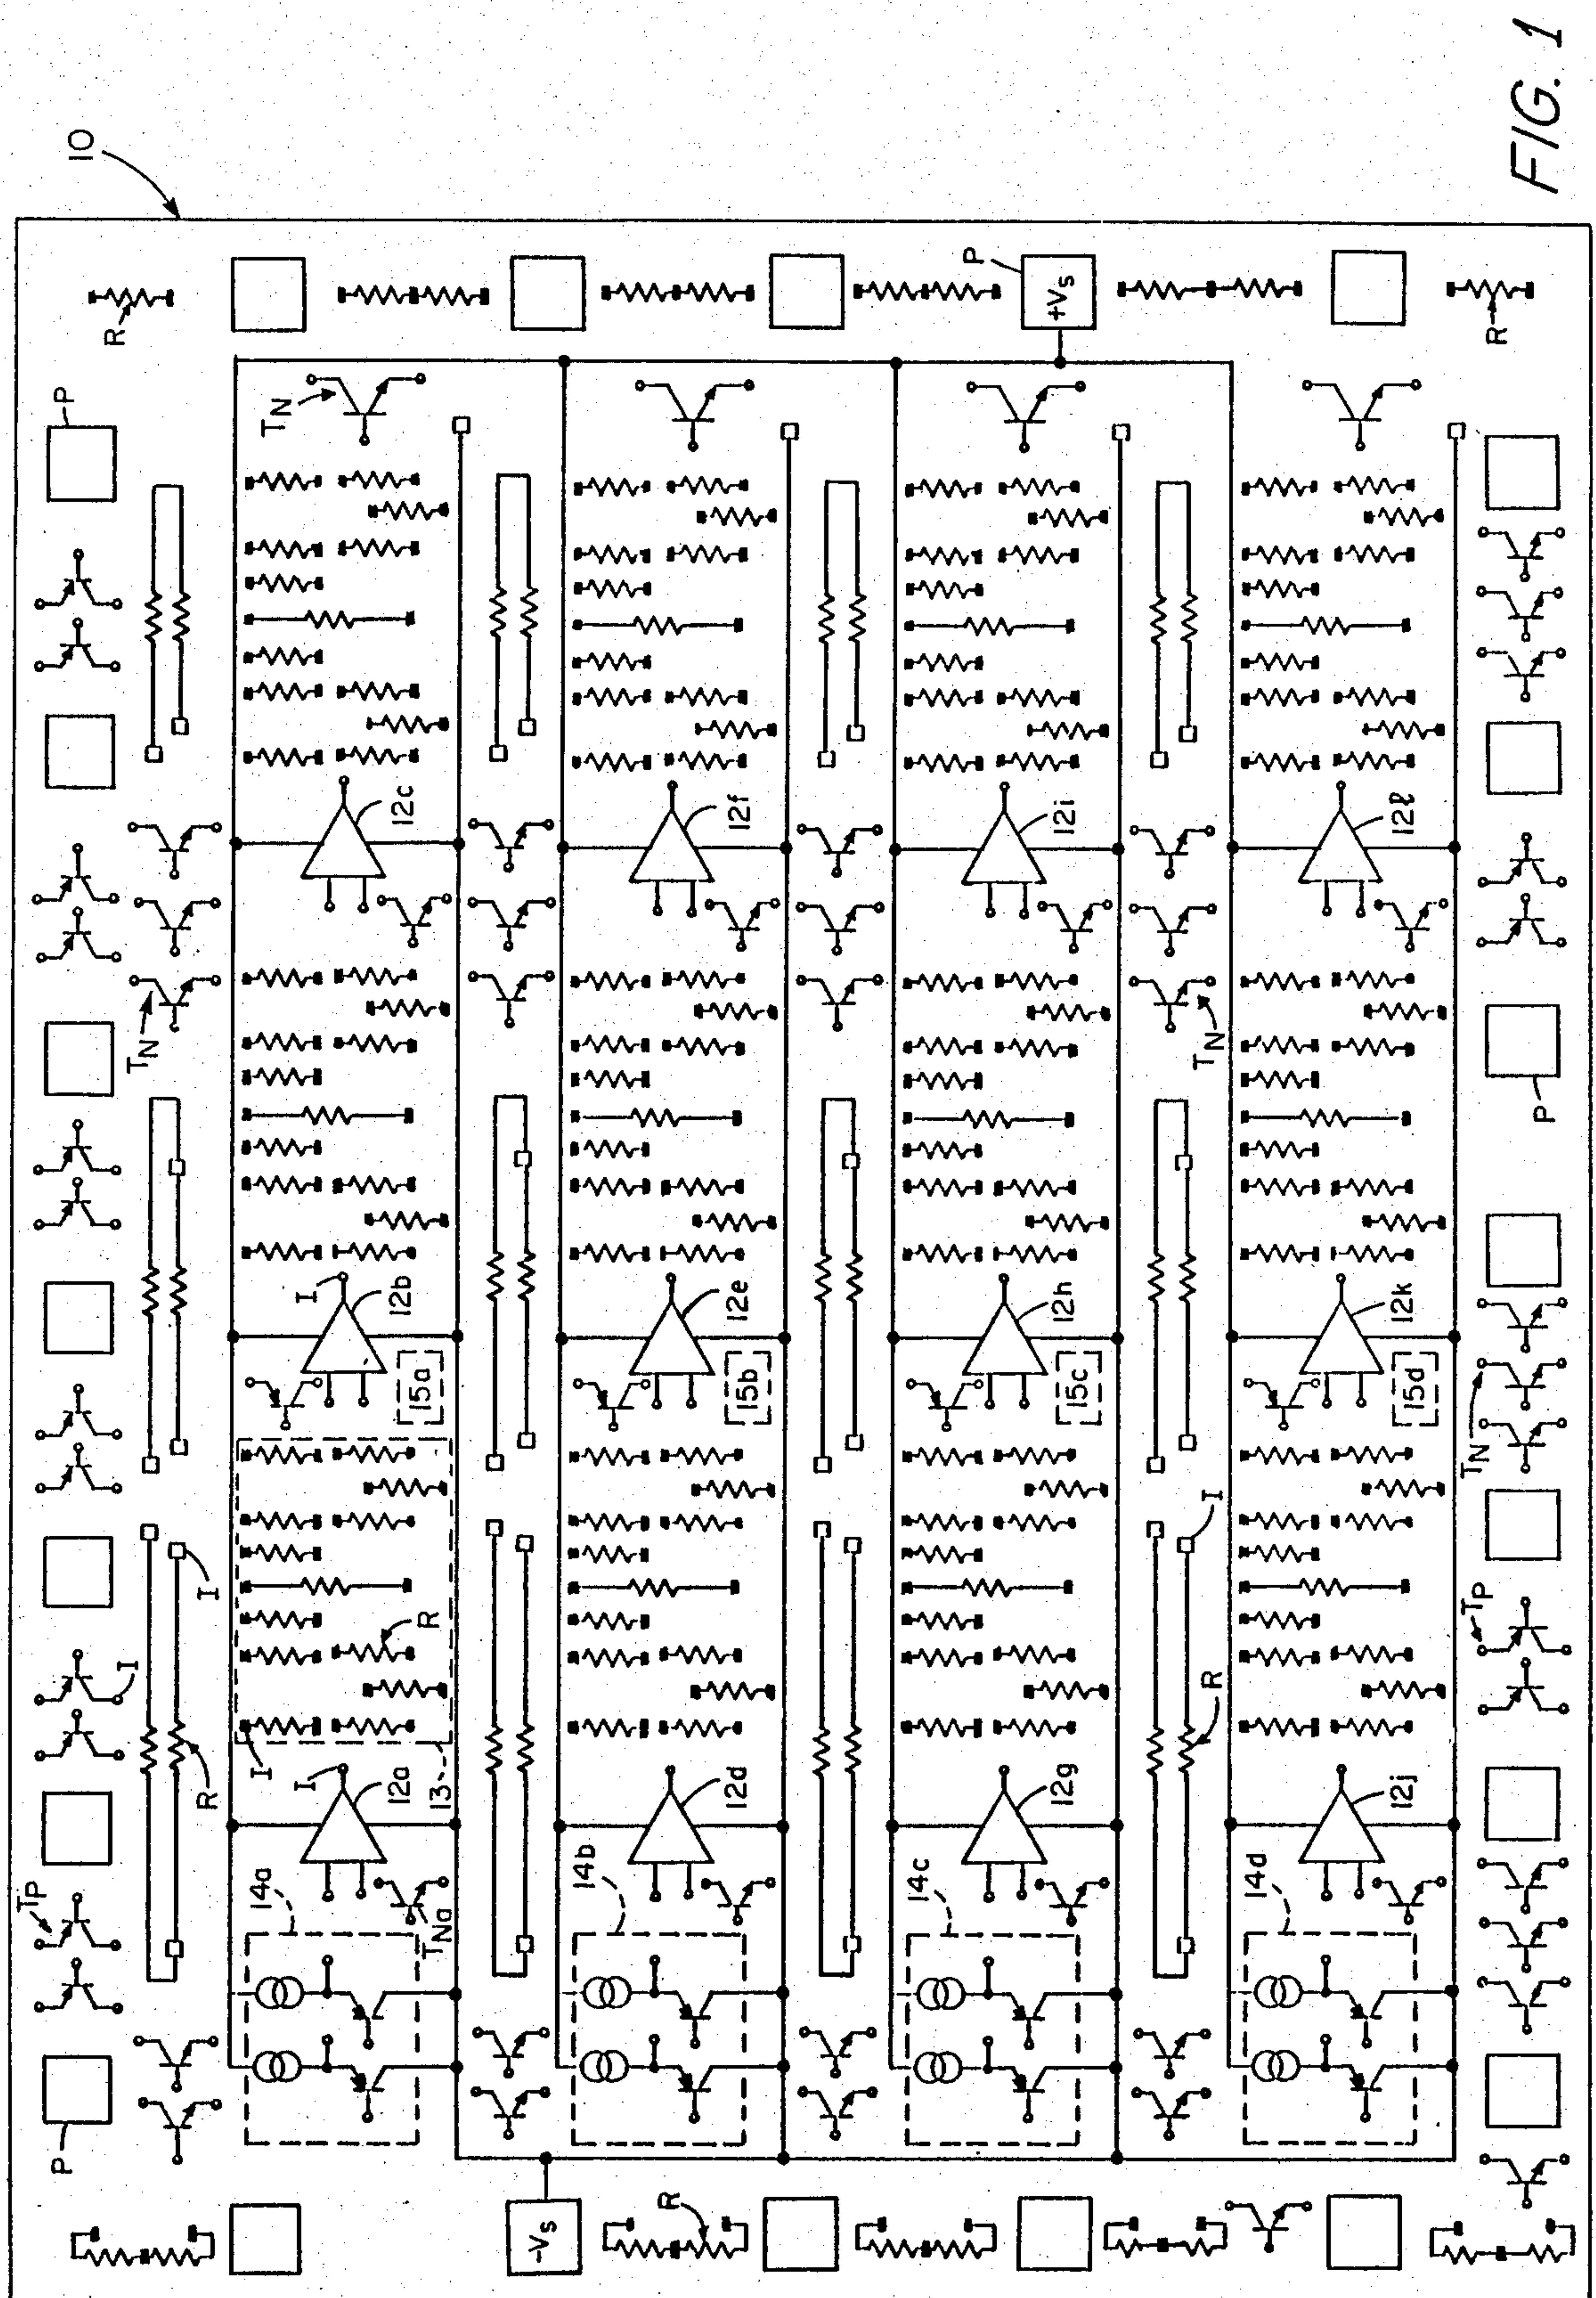 FIG. 1
10
R
P
+Vs
R
P
TN
12c
12f
12i
12ℓ
TN
TN
P
I
12b
12e
12h
12k
15a
15b
15c
15d
TN
I
I
I
R
R
TP
I
R
I
12a
13
12d
12g
12j
R
TP
14a
14b
14c
14d
TNa
P
-Vs
R